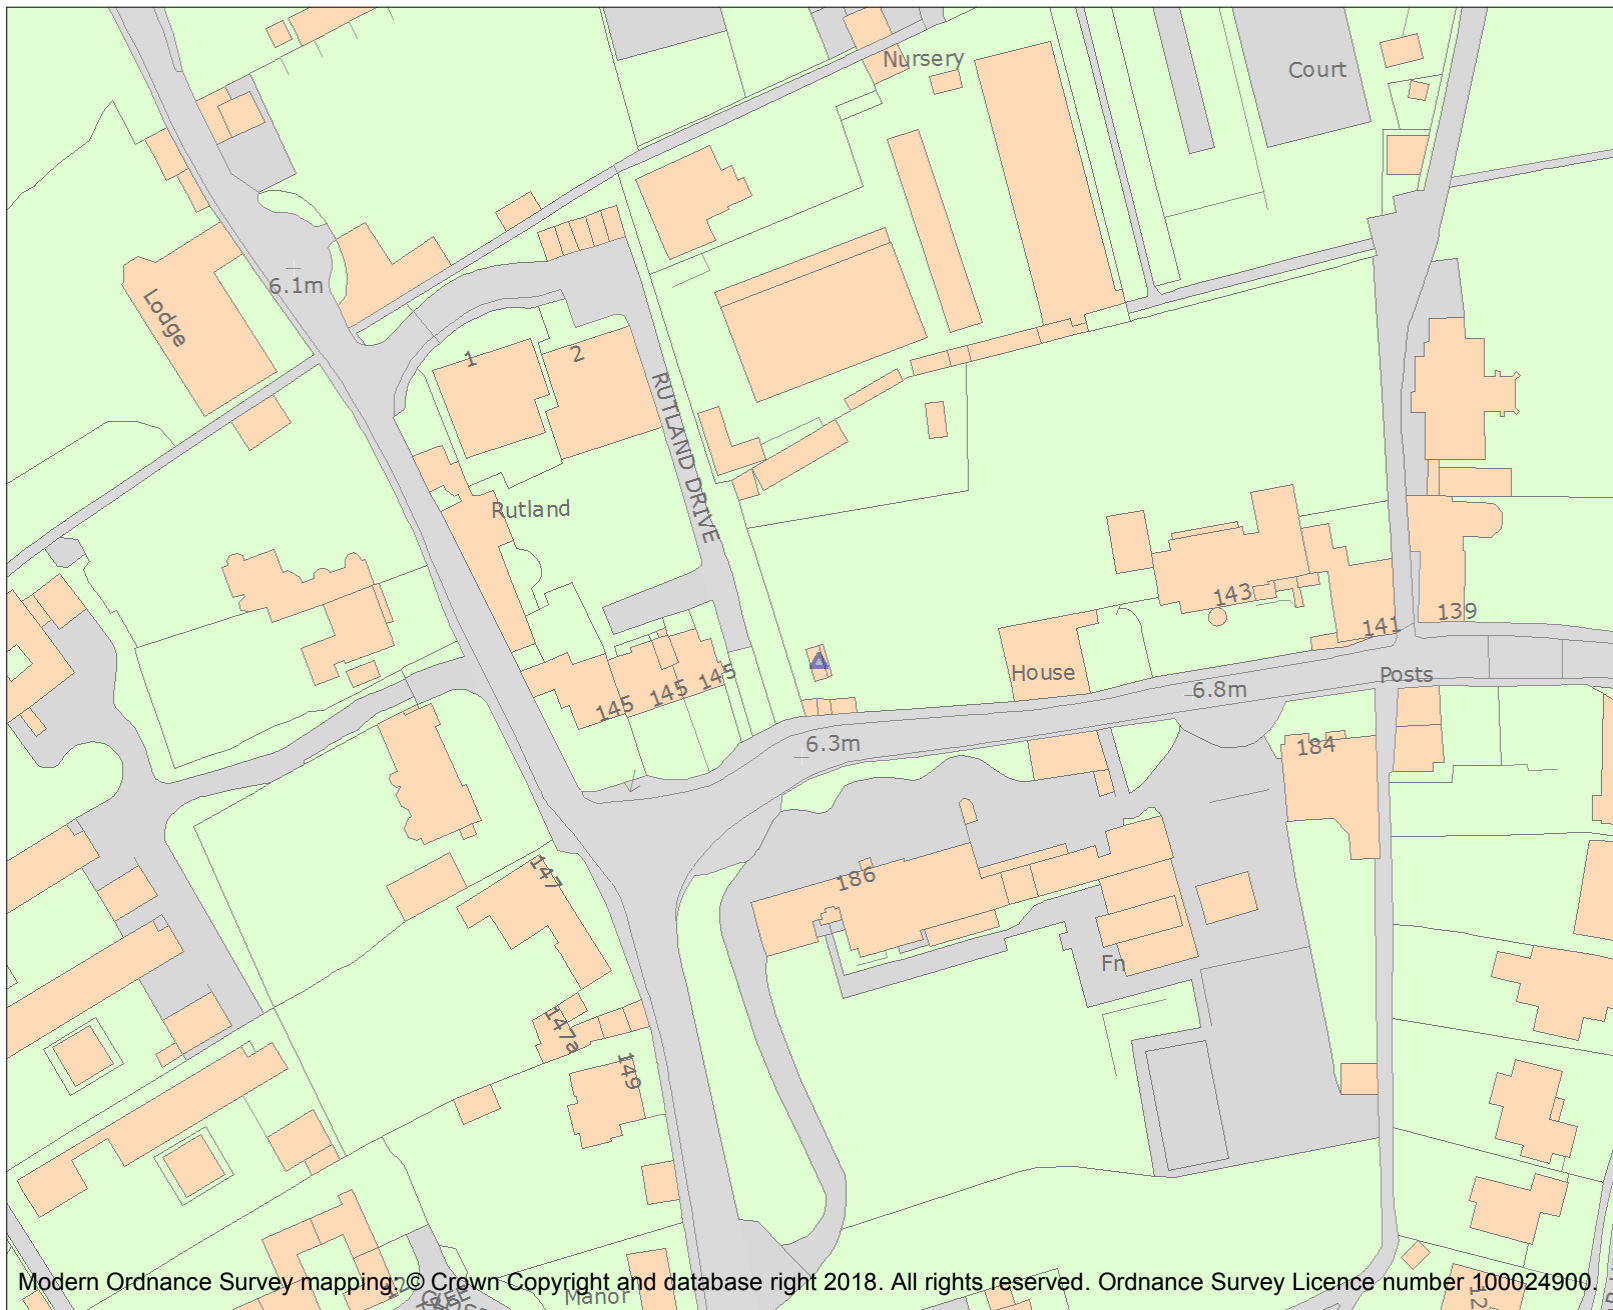 Nursery
Court
6.1m
Lodge
1
2
RUTLAND DRIVE
Rutland
143
139
141
House
Posts
145
145
145
6.8m
6.3m
184
186
147
Fn
147a
149
Manor
Modern Ordnance Survey mapping: © Crown Copyright and database right 2018. All rights reserved. Ordnance Survey Licence number 100024900.